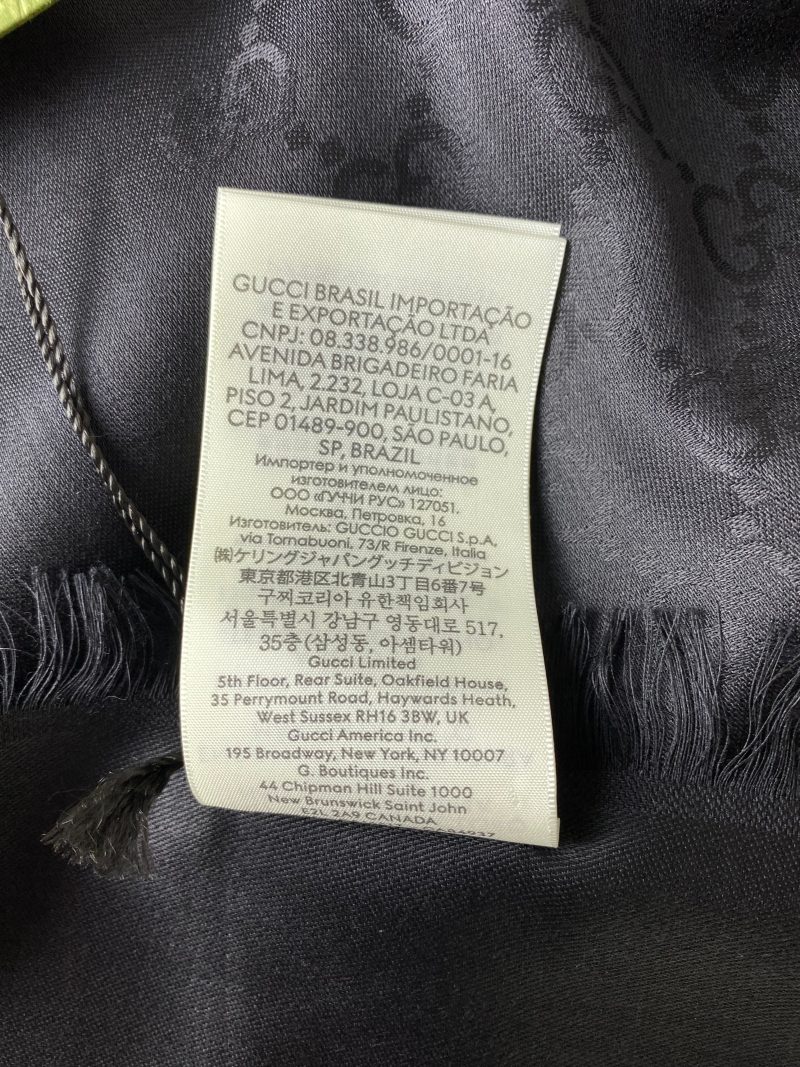 GUCCI BRASIL IMPORTAÇÃO
E EXPORTAÇÃO LTDA
CNPJ: 08.338.986/0001-16
AVENIDA BRIGADEIRO FARIA
LIMA, 2.232, LOJA C-03 A,
PISO 2, JARDIM PAULISTANO,
CEP 01489-900, SÃO PAULO,
SP, BRAZIL
Импортер и уполномоченное
изготовителем лицо:
ООО «ГУЧЧИ РУС» 127051.
Москва, Петровка, 16
Изготовитель: GUCCIO GUCCI S.p.A.
via Tornabuoni. 73/R Firenze, Italia
㈱ケリングジャパングッチディビジョン
東京都港区北青山3丁目6番7号
구찌코리아 유한책임회사
서울특별시 강남구 영동대로 517,
35층(삼성동, 아셈타워)
Gucci Limited
5th Floor, Rear Suite, Oakfield House,
35 Perrymount Road, Haywards Heath,
West Sussex RH16 3BW, UK
Gucci America Inc.
195 Broadway, New York, NY 10007
G. Boutiques Inc.
44 Chipman Hill Suite 1000
New Brunswick Saint John
E2L 2A9 CANADA